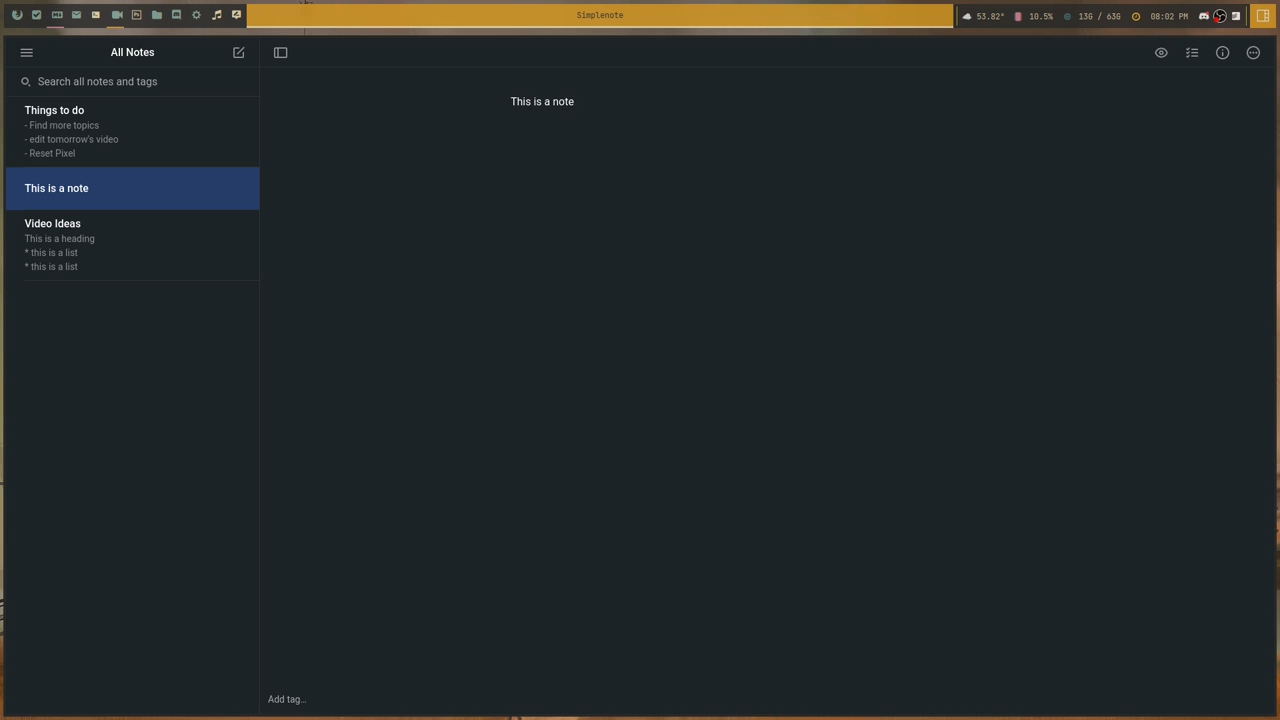 Simplenote
53.82°
10.5%
13G / 63G
08:02 PM
All Notes
Search all notes and tags
Things to do
- Find more topics
- edit tomorrow's video
- Reset Pixel
This is a note
Video Ideas
This is a heading
* this is a list
* this is a list
This is a note
Add tag...